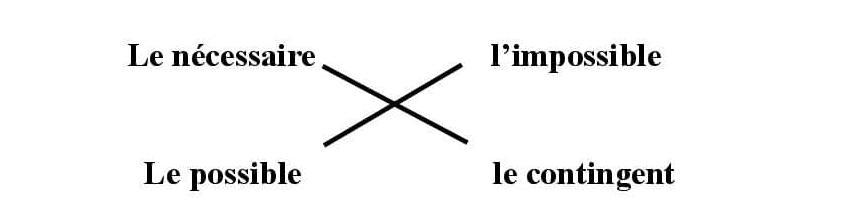 Le nécessaire l’impossible
Le possible le contingent